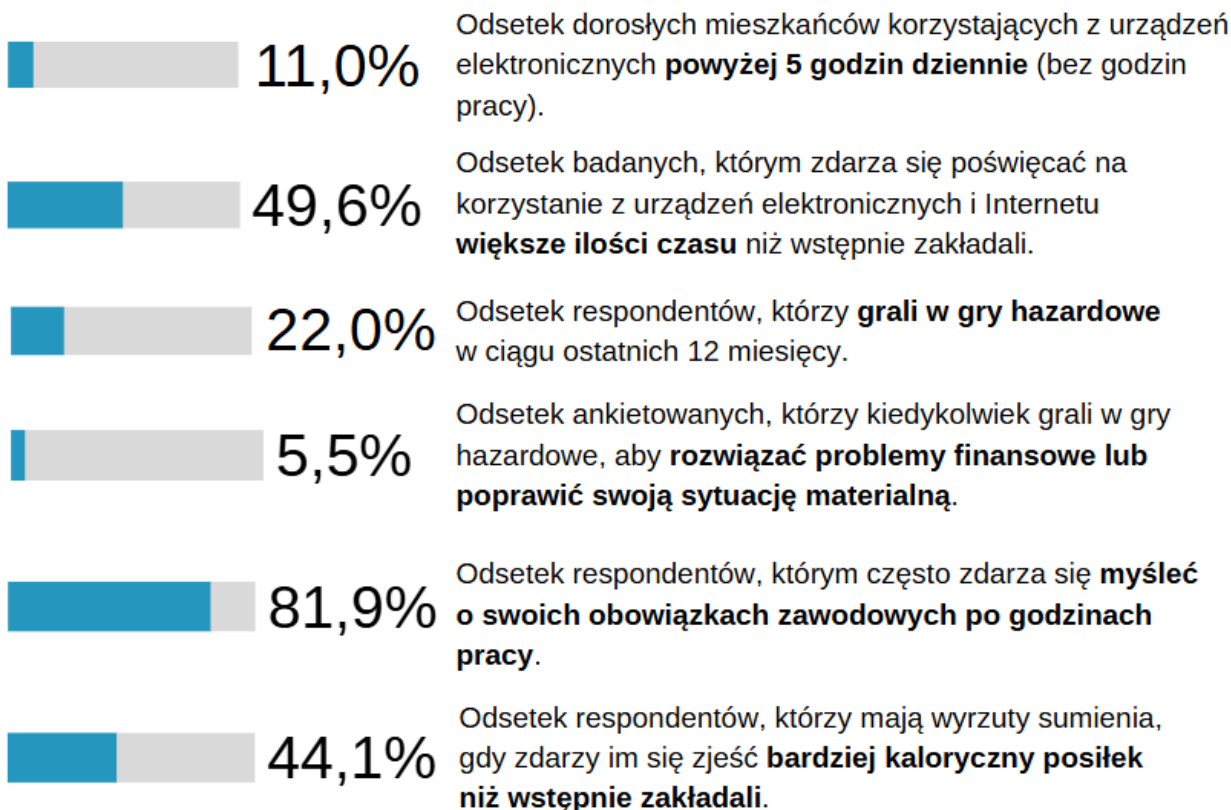 11,0%
Odsetek dorosłych mieszkańców korzystających z urządzeń
elektronicznych powyżej 5 godzin dziennie (bez godzin
pracy).
49,6%
Odsetek badanych, którym zdarza się poświęcać na
korzystanie z urządzeń elektronicznych i Internetu
większe ilości czasu niż wstępnie zakładali.
22,0%
Odsetek respondentów, którzy grali w gry hazardowe
w ciągu ostatnich 12 miesięcy.
5,5%
Odsetek ankietowanych, którzy kiedykolwiek grali w gry
hazardowe, aby rozwiązać problemy finansowe lub
poprawić swoją sytuację materialną.
81,9%
Odsetek respondentów, którym często zdarza się myśleć
o swoich obowiązkach zawodowych po godzinach
pracy.
44,1%
Odsetek respondentów, którzy mają wyrzuty sumienia,
gdy zdarzy im się zjeść bardziej kaloryczny posiłek
niż wstępnie zakładali.